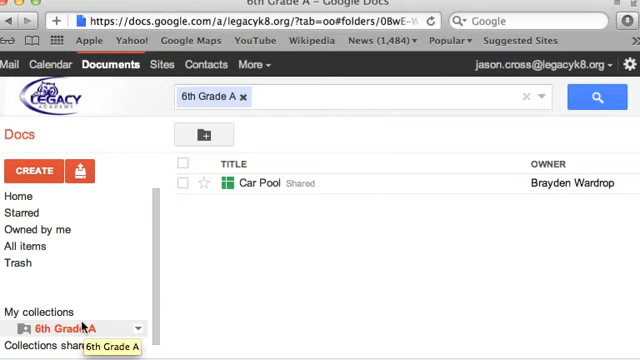 6th Grade A - Google Docs
https://docs.google.com/a/legacyk8.org/?tab=oo#folders/0BwE-W
Google
Apple Yahoo! Google Maps YouTube Wikipedia News (1,484) Popular Suggested Sites
Mail Calendar Documents Sites Contacts More jason.cross@legacyk8.org
LEGACY
6th Grade A
Docs
CREATE
TITLE OWNER
Car Pool Shared Brayden Wardrop
Home
Starred
Owned by me
All items
Trash
My collections
6th Grade A
Collections shar
6th Grade A